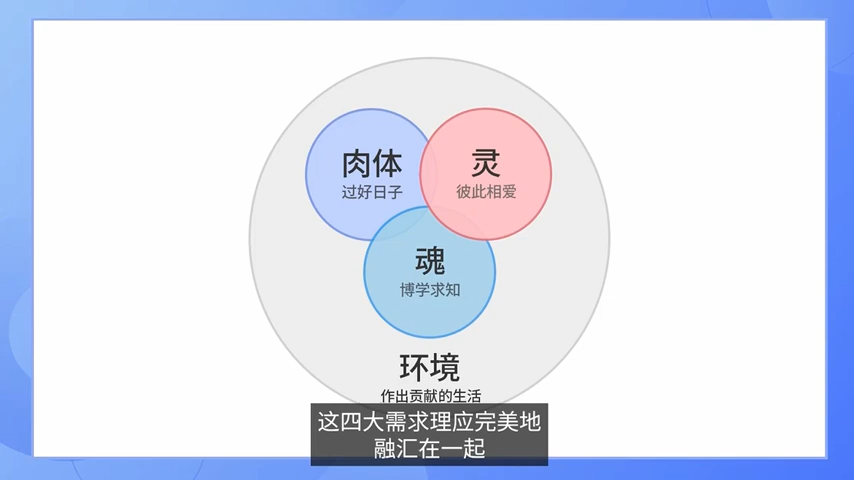 肉体
过好日子
灵
彼此相爱
魂
博学求知
环境
作出贡献的生活
这四大需求理应完美地
融汇在一起